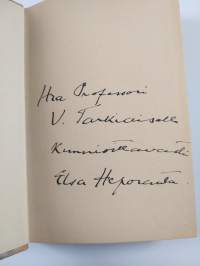 Hra Professori
V. Tarkiaiselle
Kunnioittavasti
Elsa Heporauta.